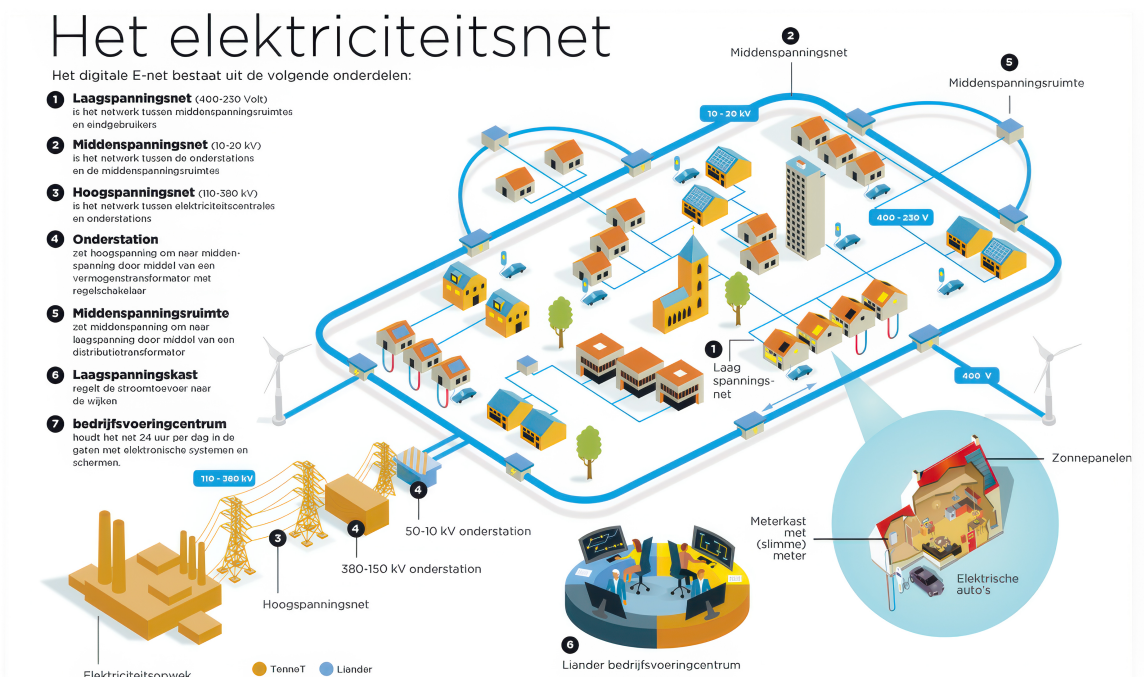 Het elektriciteitsnet
Het digitale E-net bestaat uit de volgende onderdelen:
1 Laagspanningsnet (400-230 Volt)
is het netwerk tussen middenspanningsruimtes
en eindgebruikers
2 Middenspanningsnet (10-20 kV)
is het netwerk tussen de onderstations
en de middenspanningsruimtes
3 Hoogspanningsnet (110-380 kV)
is het netwerk tussen elektriciteitscentrales
en onderstations
4 Onderstation
zet hoogspanning om naar midden-
spanning door middel van een
vermogenstransformator met
regelschakelaar
5 Middenspanningsruimte
zet middenspanning om naar
laagspanning door middel van een
distributietransformator
6 Laagspanningskast
regelt de stroomtoevoer naar
de wijken
7 bedrijfsvoeringcentrum
houdt het net 24 uur per dag in de
gaten met elektronische systemen en
schermen.
2
Middenspanningsnet
5
Middenspanningsruimte
10 - 20 kV
400 - 230 V
1
Laag
spannings-
net
400 V
110 - 380 kV
4
50-10 kV onderstation
4
380-150 kV onderstation
3
Hoogspanningsnet
Zonnepanelen
Meterkast
met
(slimme)
meter
Elektrische
auto's
6
Liander bedrijfsvoeringcentrum
Elektriciteitsopwek
TenneT
Liander